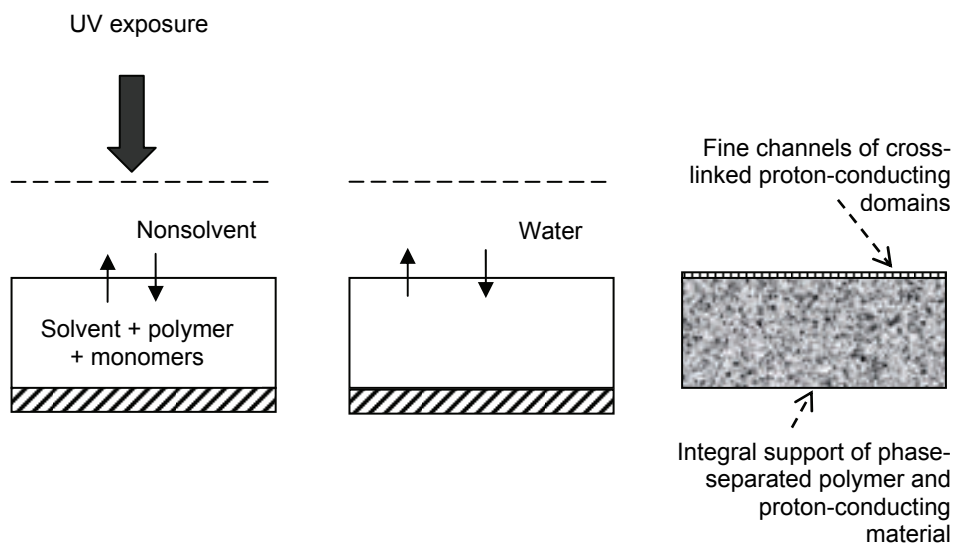 UV exposure
Nonsolvent
Solvent + polymer
+ monomers
Water
Fine channels of cross-
linked proton-conducting
domains
Integral support of phase-
separated polymer and
proton-conducting
material